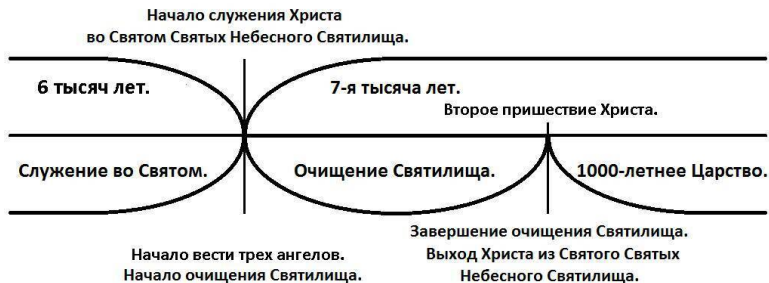 Начало служения Христа
во Святом Святых Небесного Святилища.
6 тысяч лет.
7-я тысяча лет.
Второе пришествие Христа.
Служение во Святом.
Очищение Святилища.
1000-летнее Царство.
Начало вести трех ангелов.
Начало очищения Святилища.
Завершение очищения Святилища.
Выход Христа из Святого Святых
Небесного Святилища.